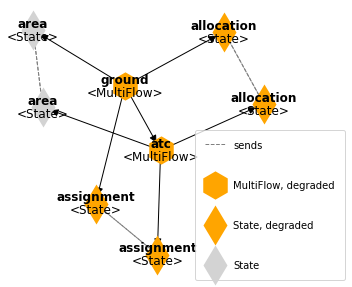 area
<State>
allocation
<State>
ground
<MultiFlow>
area
<State>
allocation
<State>
atc
<MultiFlow>
assignment
<State>
assignment
<State>
sends
MultiFlow, degraded
State, degraded
State